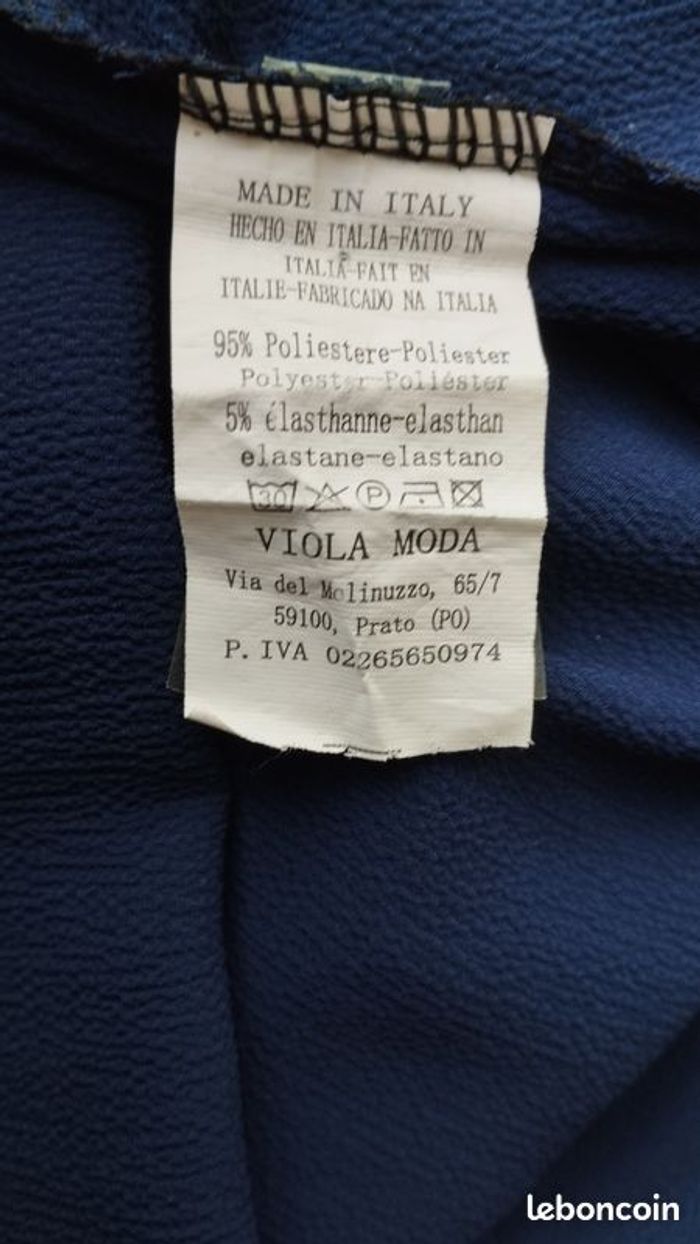 MADE IN ITALY
HECHO EN ITALIA-FATTO IN
ITALIA-FAIT EN
ITALIE-FABRICADO NA ITALIA
95% Poliestere-Poliester
Polyester-Poliéster
5% élasthanne-elasthan
elastane-elastano
30 P
VIOLA MODA
Via del Molinuzzo, 65/7
59100, Prato (PO)
P. IVA 02265650974
leboncoin